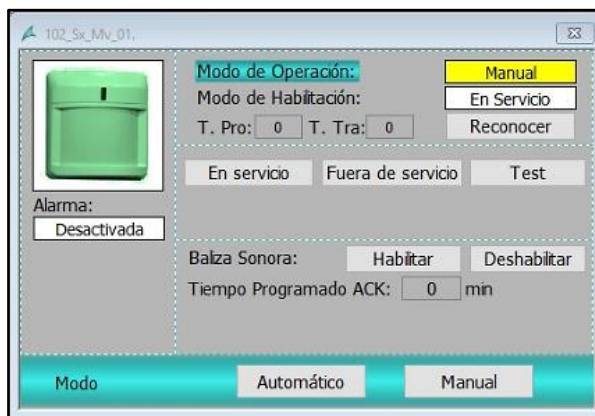 102_Sx_Mv_01.
Modo de Operación: Manual
Modo de Habilitación: En Servicio
T. Pro: 0 T. Tra: 0 Reconocer
En servicio Fuera de servicio Test
Alarma:
Desactivada
Baliza Sonora: Habilitar Deshabilitar
Tiempo Programado ACK: 0 min
Modo Automático Manual